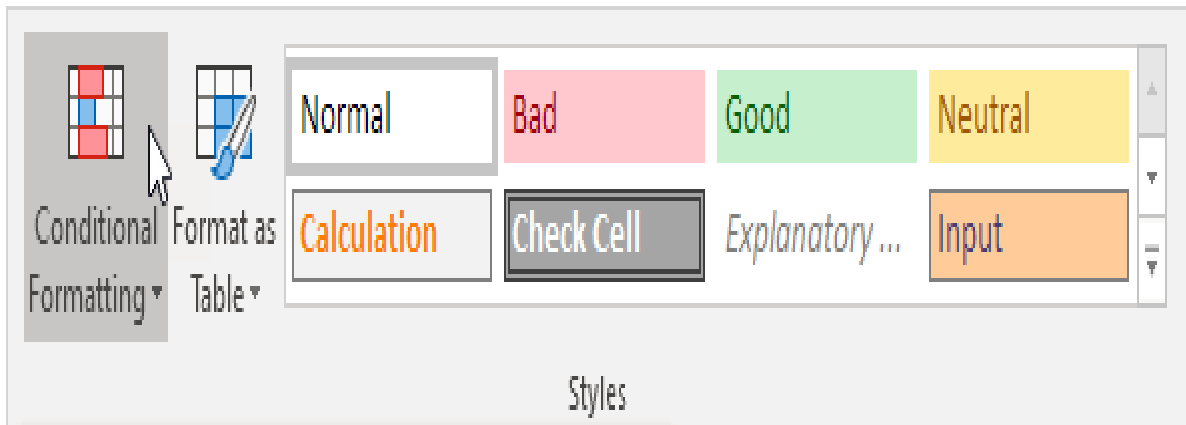 Normal Bad Good Neutral
Conditional Formatting Format as Table Calculation Check Cell Explanatory ... Input
Styles